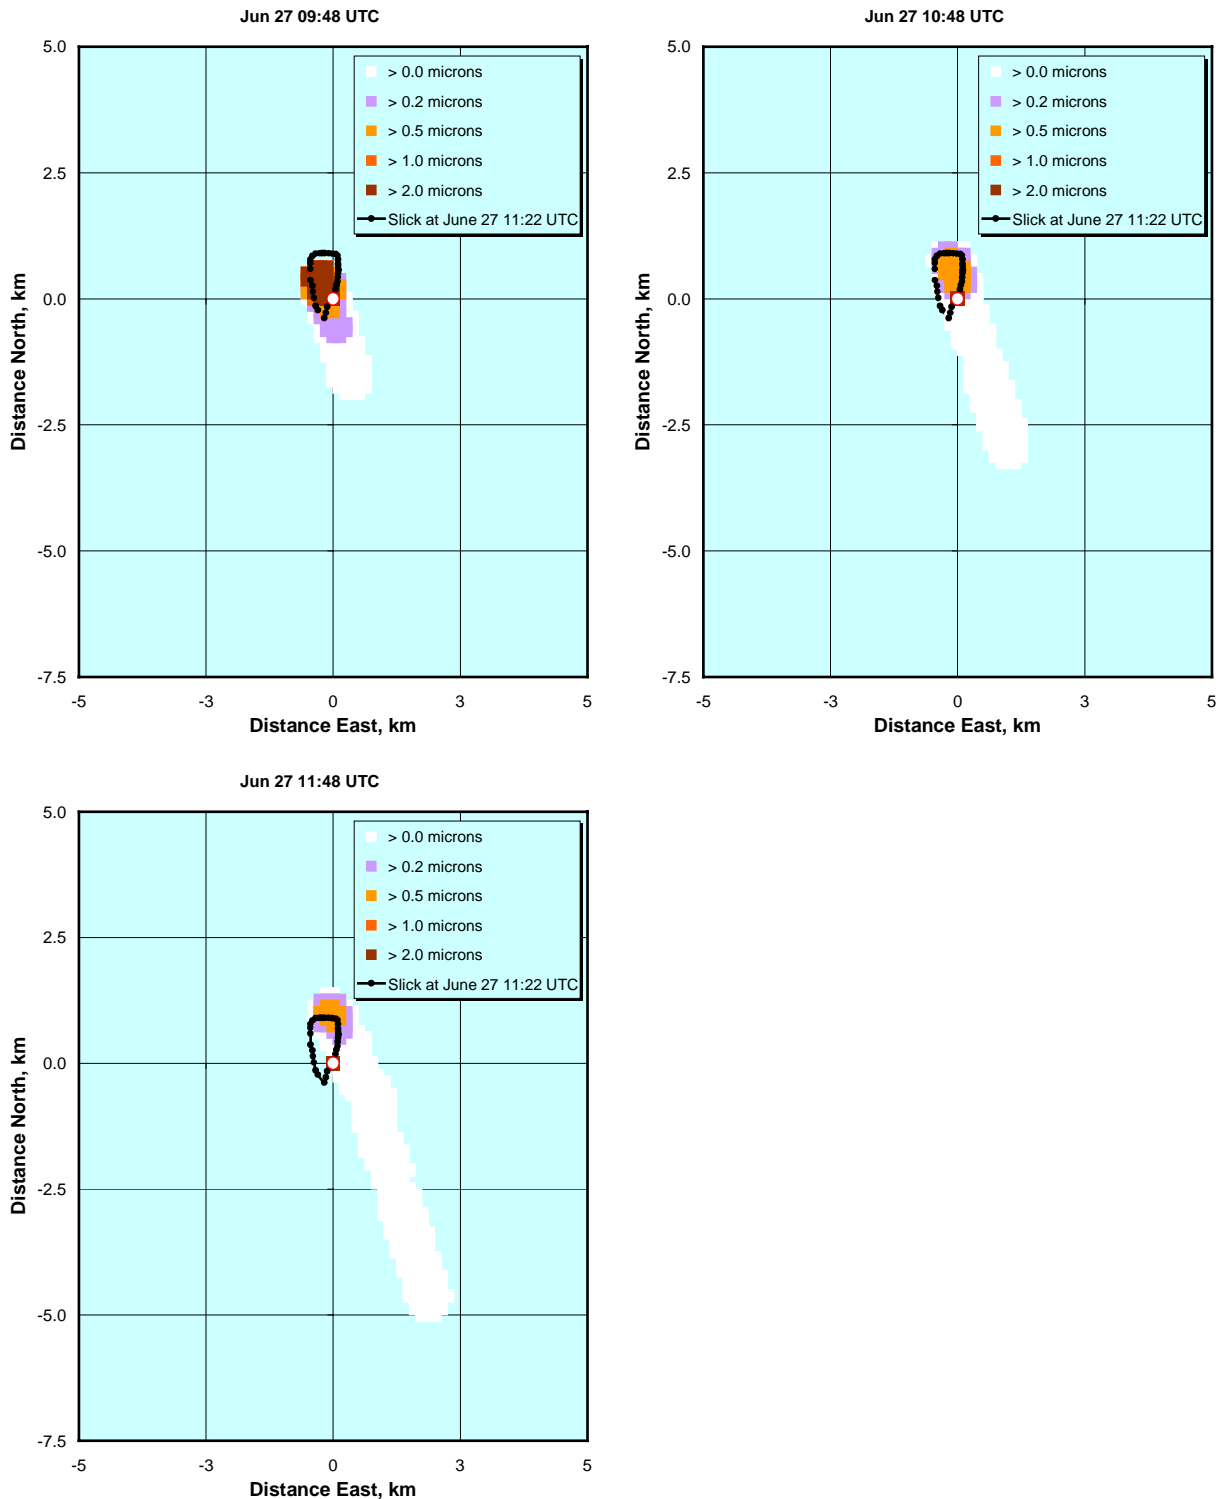 Jun 27 09:48 UTC
5.0
2.5
0.0
-2.5
-5.0
-7.5
-5
-3
0
3
5
Distance North, km
Distance East, km
> 0.0 microns
> 0.2 microns
> 0.5 microns
> 1.0 microns
> 2.0 microns
Slick at June 27 11:22 UTC
Jun 27 10:48 UTC
5.0
2.5
0.0
-2.5
-5.0
-7.5
-5
-3
0
3
5
Distance North, km
Distance East, km
> 0.0 microns
> 0.2 microns
> 0.5 microns
> 1.0 microns
> 2.0 microns
Slick at June 27 11:22 UTC
Jun 27 11:48 UTC
5.0
2.5
0.0
-2.5
-5.0
-7.5
-5
-3
0
3
5
Distance North, km
Distance East, km
> 0.0 microns
> 0.2 microns
> 0.5 microns
> 1.0 microns
> 2.0 microns
Slick at June 27 11:22 UTC